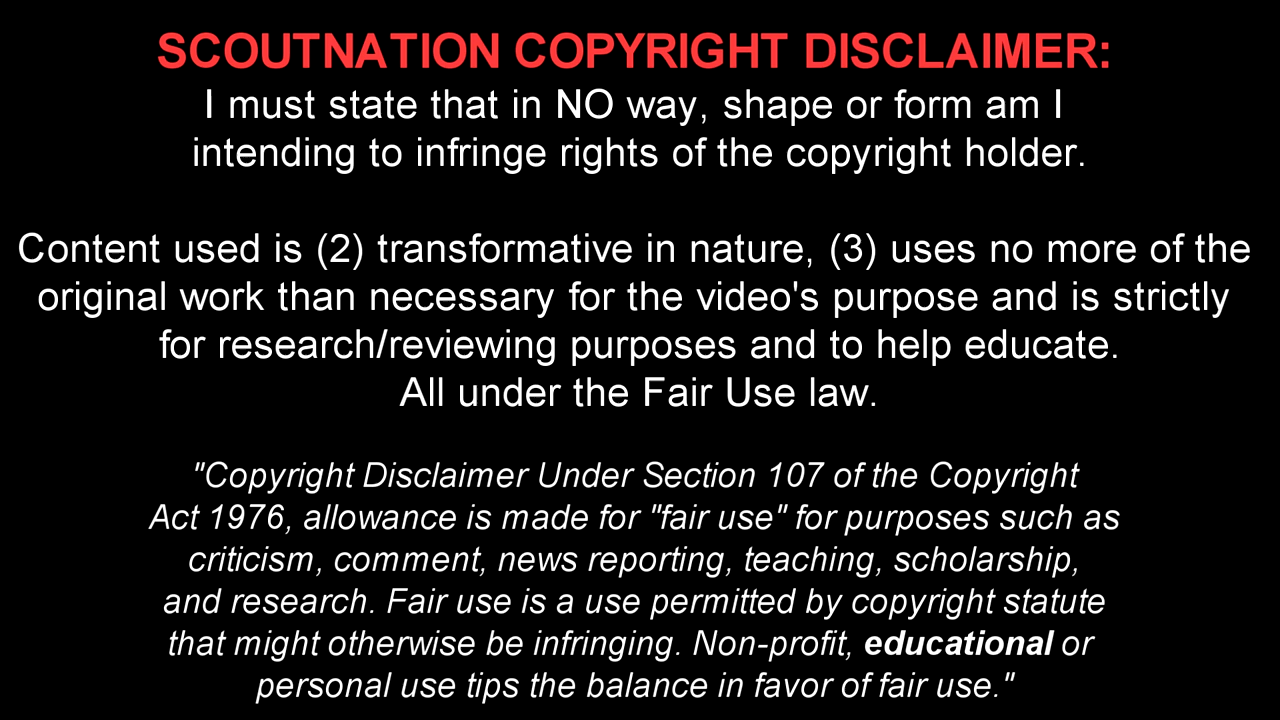 SCOUTNATION COPYRIGHT DISCLAIMER:
I must state that in NO way, shape or form am I
intending to infringe rights of the copyright holder.
Content used is (2) transformative in nature, (3) uses no more of the
original work than necessary for the video's purpose and is strictly
for research/reviewing purposes and to help educate.
All under the Fair Use law.
"Copyright Disclaimer Under Section 107 of the Copyright
Act 1976, allowance is made for "fair use" for purposes such as
criticism, comment, news reporting, teaching, scholarship,
and research. Fair use is a use permitted by copyright statute
that might otherwise be infringing. Non-profit, educational or
personal use tips the balance in favor of fair use."